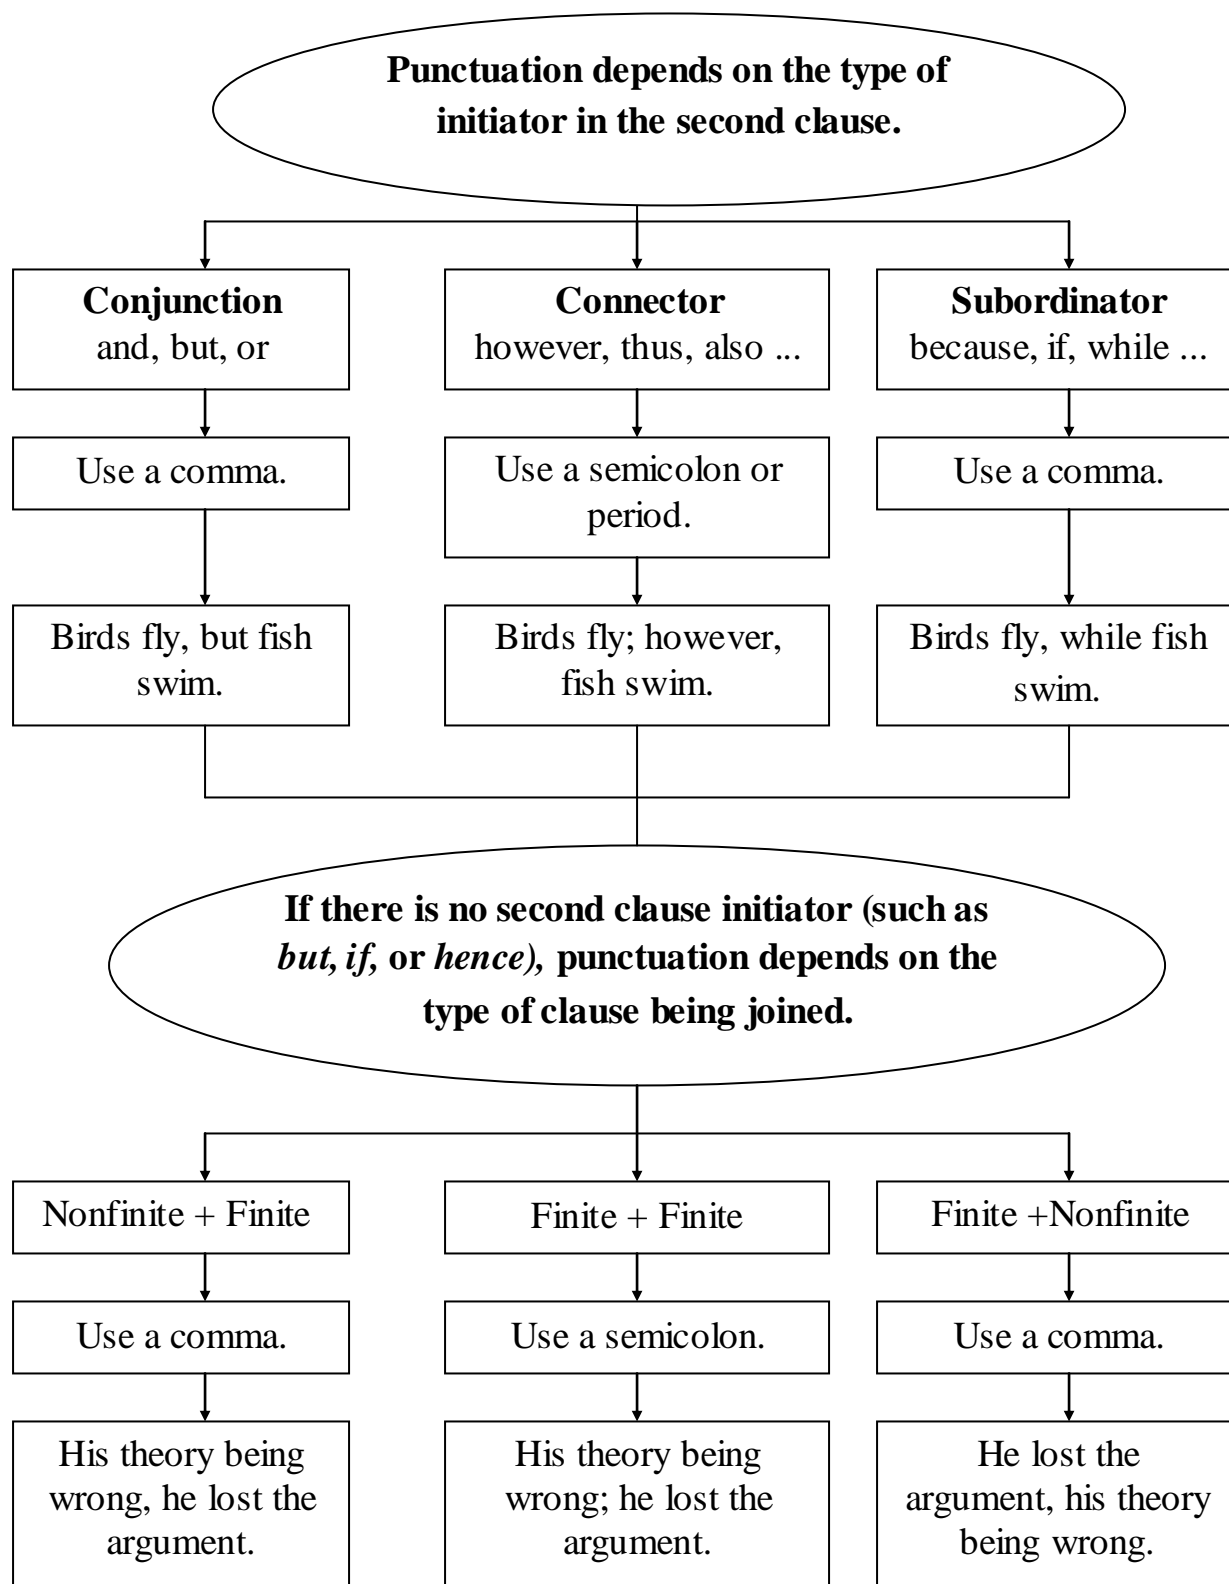 Punctuation depends on the type of
initiator in the second clause.
Conjunction
and, but, or
Use a comma.
Birds fly, but fish
swim.
Connector
however, thus, also ...
Use a semicolon or
period.
Birds fly; however,
fish swim.
Subordinator
because, if, while ...
Use a comma.
Birds fly, while fish
swim.
If there is no second clause initiator (such as
but, if, or hence), punctuation depends on the
type of clause being joined.
Nonfinite + Finite
Use a comma.
His theory being
wrong, he lost the
argument.
Finite + Finite
Use a semicolon.
His theory being
wrong; he lost the
argument.
Finite +Nonfinite
Use a comma.
He lost the
argument, his theory
being wrong.